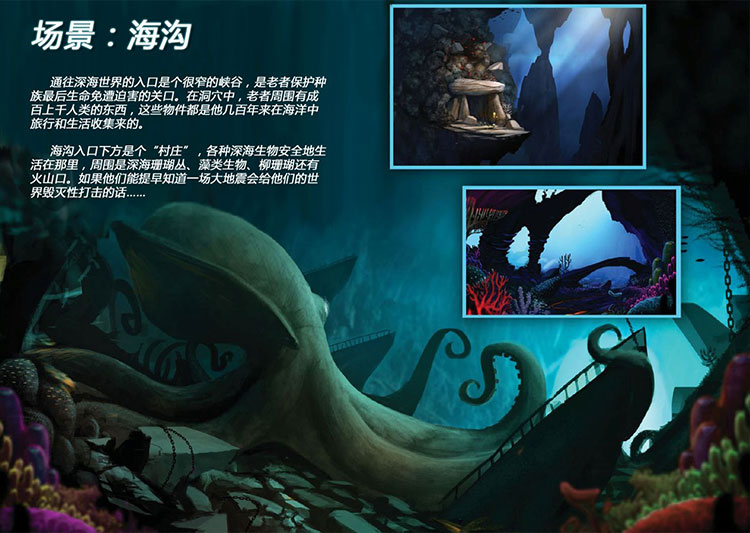 场景：海沟
通往深海世界的入口是个很窄的峡谷，是老者保护种
族最后生命免遭迫害的关口。在洞穴中，老者周围有成
百上千人类的东西，这些物件都是他几百年来在海洋中
旅行和生活收集来的。
海沟入口下方是个“村庄”，各种深海生物安全地生
活在那里，周围是深海珊瑚丛、藻类生物、柳珊瑚还有
火山口。如果他们能提早知道一场大地震会给他们的世
界毁灭性打击的话……